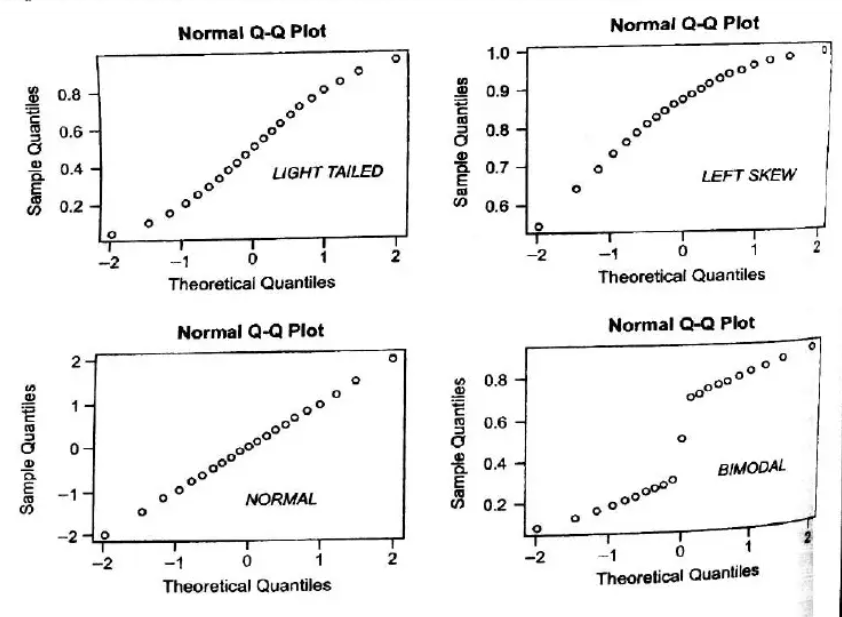 Normal Q-Q Plot
Sample Quantiles
0.8
0.6
0.4
0.2
LIGHT TAILED
-2 -1 0 1 2
Theoretical Quantiles
Normal Q-Q Plot
Sample Quantiles
1.0
0.9
0.8
0.7
0.6
LEFT SKEW
-2 -1 0 1 2
Theoretical Quantiles
Normal Q-Q Plot
Sample Quantiles
2
1
0
-1
-2
NORMAL
-2 -1 0 1 2
Theoretical Quantiles
Normal Q-Q Plot
Sample Quantiles
0.8
0.6
0.4
0.2
BIMODAL
-2 -1 0 1 2
Theoretical Quantiles